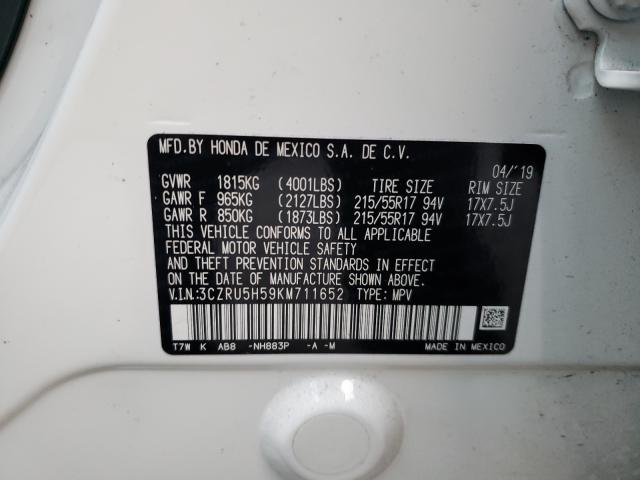 MFD.BY HONDA DE MEXICO S.A. DE C.V.
04/'19
GVWR 1815KG (4001LBS) TIRE SIZE RIM SIZE
GAWR F 965KG (2127LBS) 215/55R17 94V 17X7.5J
GAWR R 850KG (1873LBS) 215/55R17 94V 17X7.5J
THIS VEHICLE CONFORMS TO ALL APPLICABLE
FEDERAL MOTOR VEHICLE SAFETY
AND THEFT PREVENTION STANDARDS IN EFFECT
ON THE DATE OF MANUFACTURE SHOWN ABOVE.
V.I.N:3CZRU5H59KM711652 TYPE: MPV
T7W K AB8 -NH883P -A -M
MADE IN MEXICO